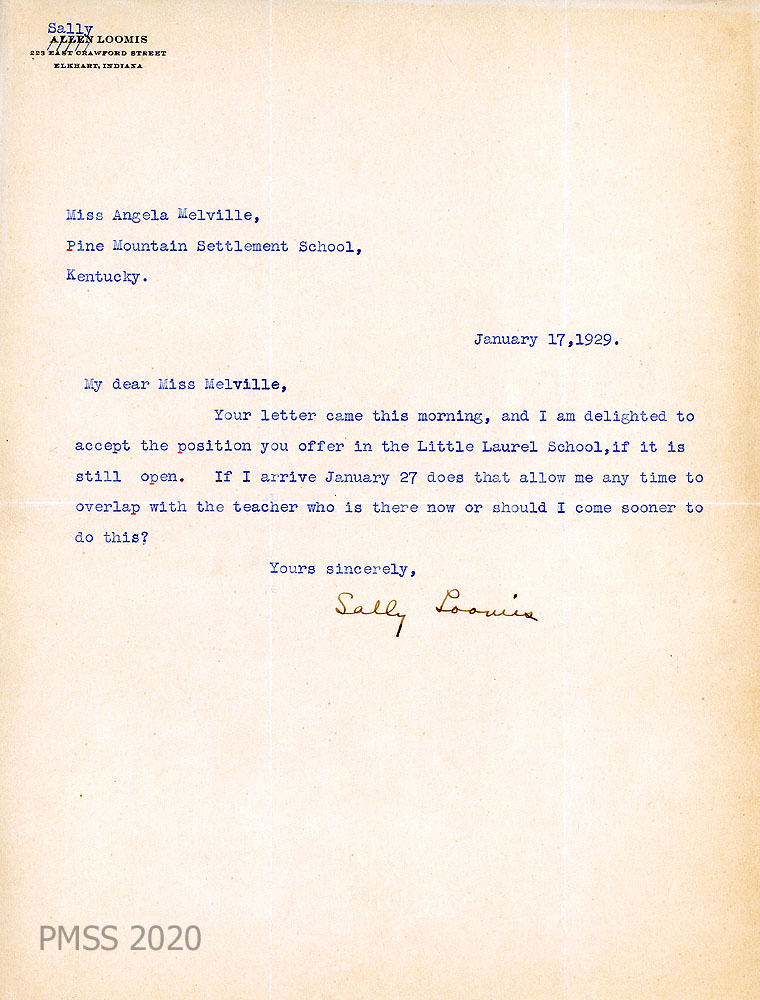 Sally
ALLEN LOOMIS
223 EAST CRAWFORD STREET
ELKHART, INDIANA
Miss Angela Melville,
Pine Mountain Settlement School,
Kentucky.
January 17,1929.
My dear Miss Melville,
Your letter came this morning, and I am delighted to
accept the position you offer in the Little Laurel School,if it is
still open. If I arrive January 27 does that allow me any time to
overlap with the teacher who is there now or should I come sooner to
do this?
Yours sincerely,
Sally Loomis
PMSS 2020